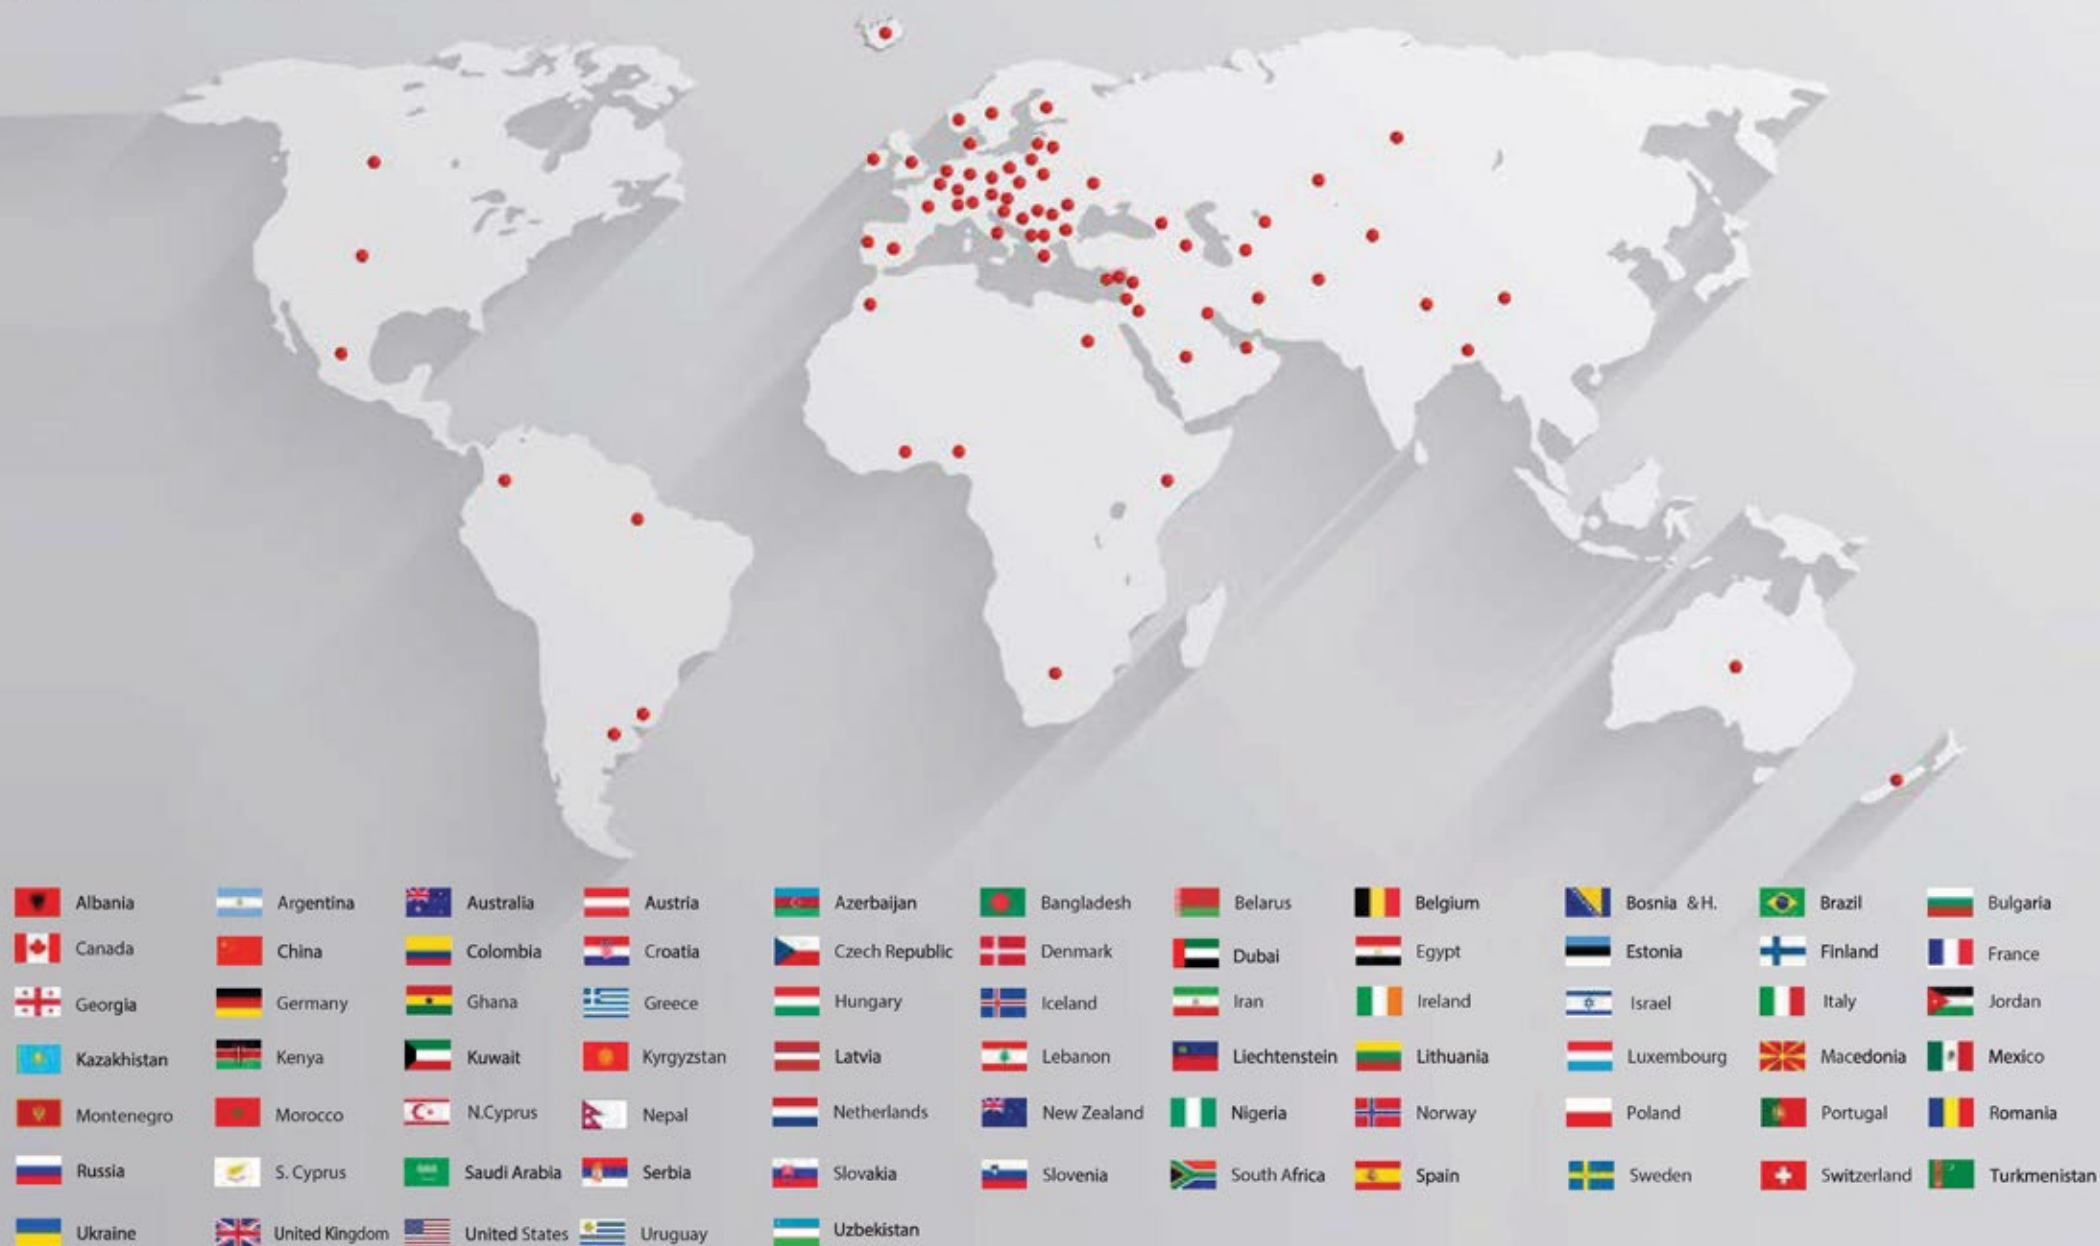 Albania Argentina Australia Austria Azerbaijan Bangladesh Belarus Belgium Bosnia & H. Brazil Bulgaria
Canada China Colombia Croatia Czech Republic Denmark Dubai Egypt Estonia Finland France
Georgia Germany Ghana Greece Hungary Iceland Iran Ireland Israel Italy Jordan
Kazakhistan Kenya Kuwait Kyrgyzstan Latvia Lebanon Liechtenstein Lithuania Luxembourg Macedonia Mexico
Montenegro Morocco N.Cyprus Nepal Netherlands New Zealand Nigeria Norway Poland Portugal Romania
Russia S. Cyprus Saudi Arabia Serbia Slovakia Slovenia South Africa Spain Sweden Switzerland Turkmenistan
Ukraine United Kingdom United States Uruguay Uzbekistan